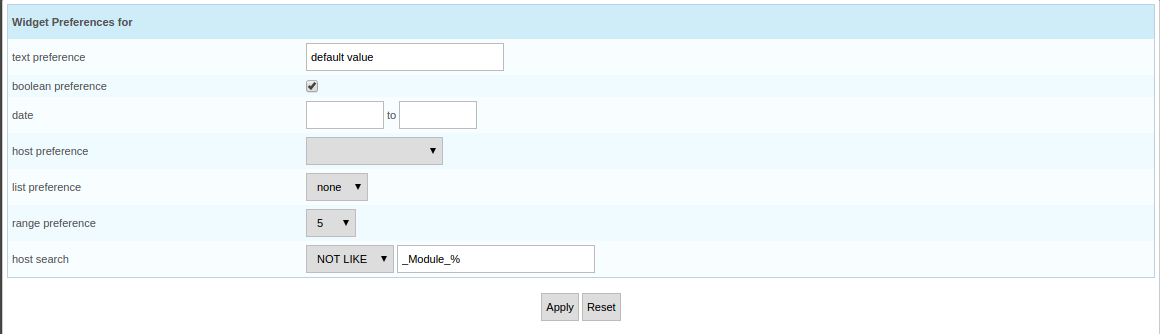 Widget Preferences for
text preference default value
boolean preference
date to
host preference
list preference none
range preference 5
host search NOT LIKE _Module_%
Apply Reset